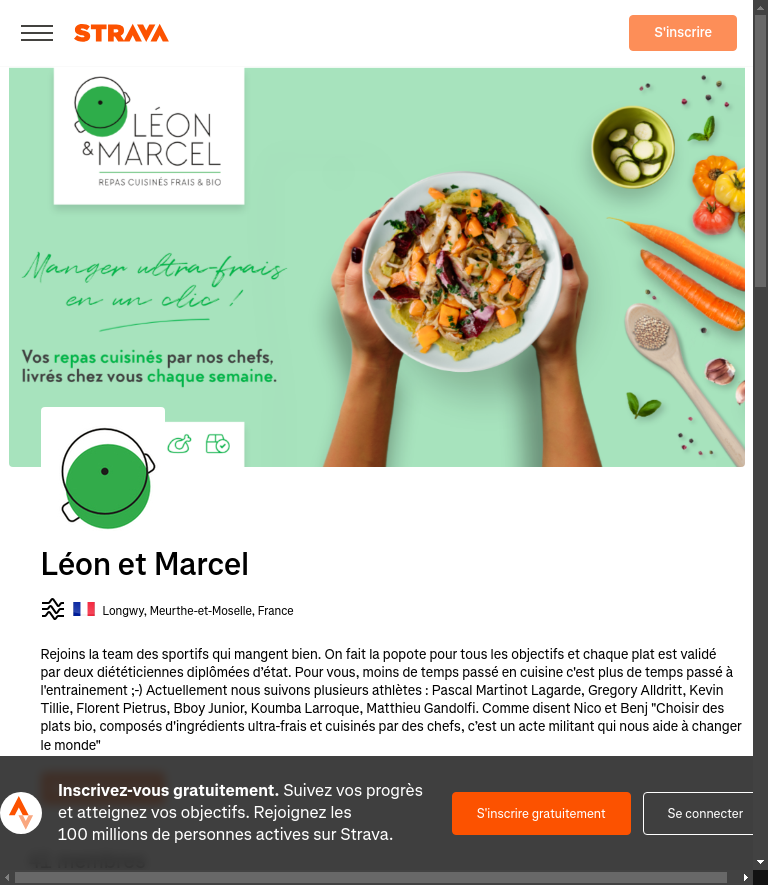 STRAVA
S'inscrire
LÉON
&MARCEL
REPAS CUISINÉS FRAIS & BIO
Manger ultra-frais
en un clic !
Vos repas cuisinés par nos chefs,
livrés chez vous chaque semaine.
Léon et Marcel
Longwy, Meurthe-et-Moselle, France
Rejoins la team des sportifs qui mangent bien. On fait la popote pour tous les objectifs et chaque plat est validé
par deux diététiciennes diplômées d’état. Pour vous, moins de temps passé en cuisine c'est plus de temps passé à
l'entrainement ;-) Actuellement nous suivons plusieurs athlètes : Pascal Martinot Lagarde, Gregory Alldritt, Kevin
Tillie, Florent Pietrus, Bboy Junior, Koumba Larroque, Matthieu Gandolfi. Comme disent Nico et Benj "Choisir des
plats bio, composés d'ingrédients ultra-frais et cuisinés par des chefs, c’est un acte militant qui nous aide à changer
le monde"
Inscrivez-vous gratuitement. Suivez vos progrès
et atteignez vos objectifs. Rejoignez les
100 millions de personnes actives sur Strava.
S'inscrire gratuitement
Se connecter